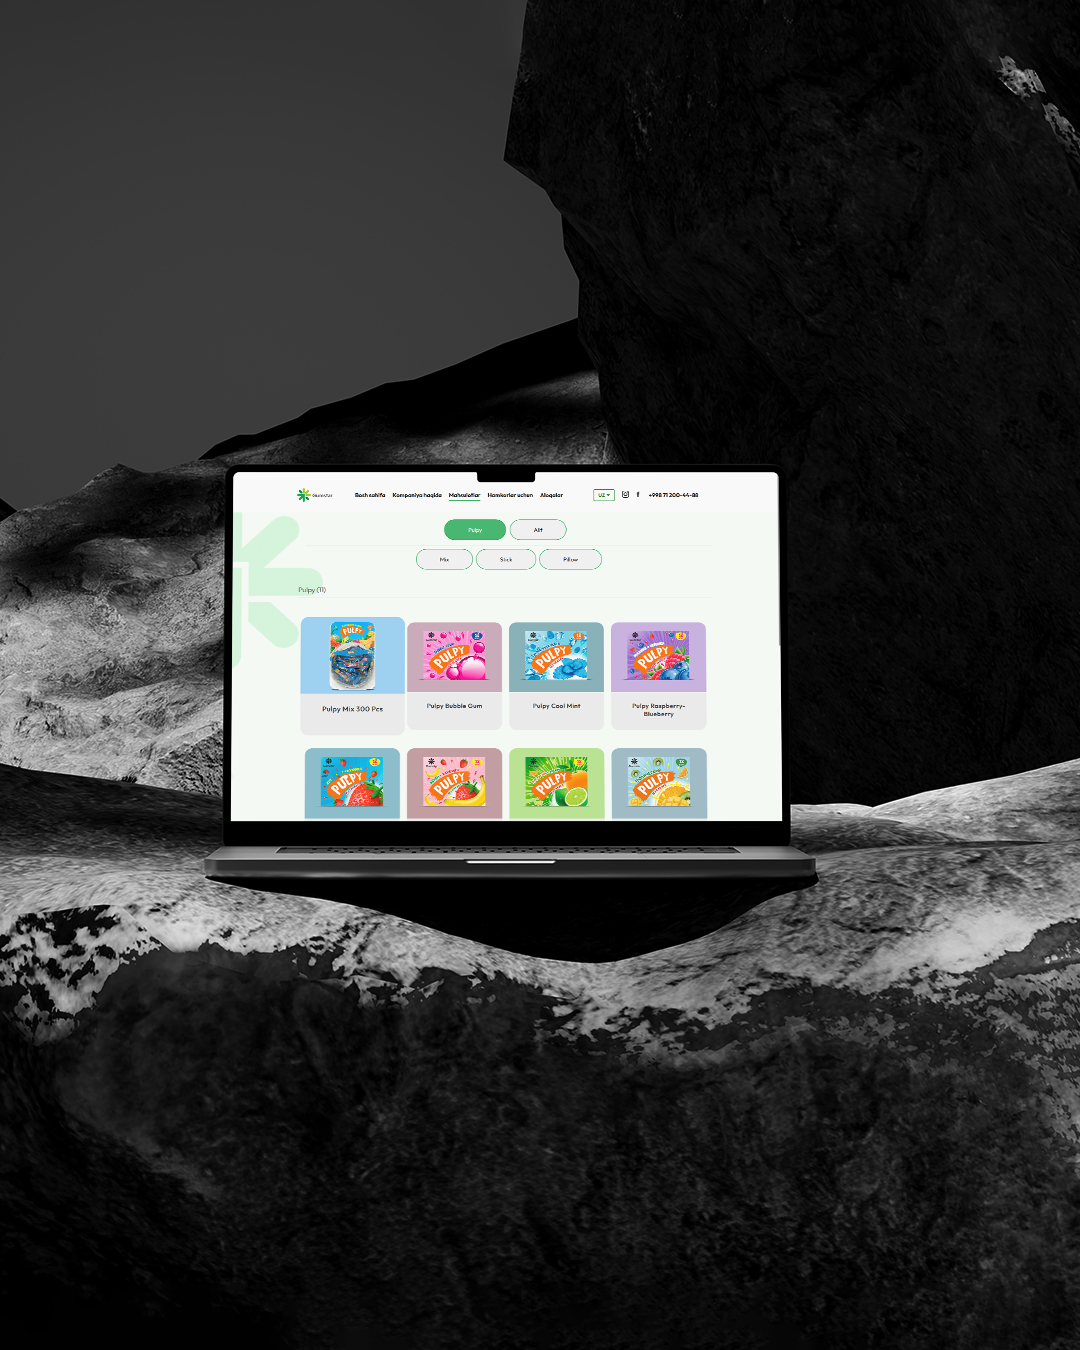 Gumstar
Bosh sahifa Kompaniya haqida Mahsulotlar Hamkorlar uchun Aloqalar
UZ
f
+998 71 200-44-88
Pulpy Alit
Mix Stick Pillow
Pulpy (11)
PULPY PULPY PULPY PULPY
Pulpy Mix 300 Pcs Pulpy Bubble Gum Pulpy Cool Mint Pulpy Raspberry-
Blueberry
PULPY PULPY PULPY PULPY